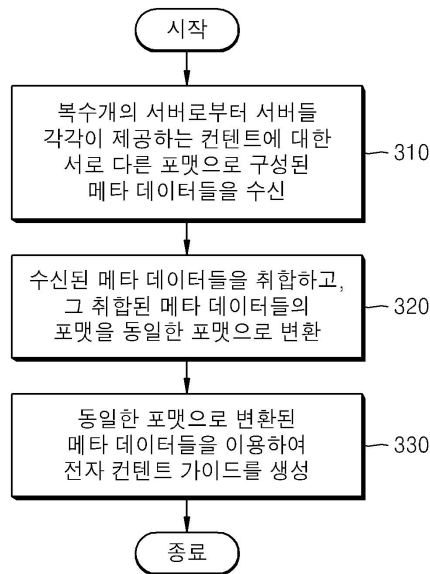 시작
복수개의 서버로부터 서버들
각각이 제공하는 컨텐트에 대한
서로 다른 포맷으로 구성된
메타 데이터들을 수신
310
수신된 메타 데이터들을 취합하고,
그 취합된 메타 데이터들의
포맷을 동일한 포맷으로 변환
320
동일한 포맷으로 변환된
메타 데이터들을 이용하여
전자 컨텐트 가이드를 생성
330
종료